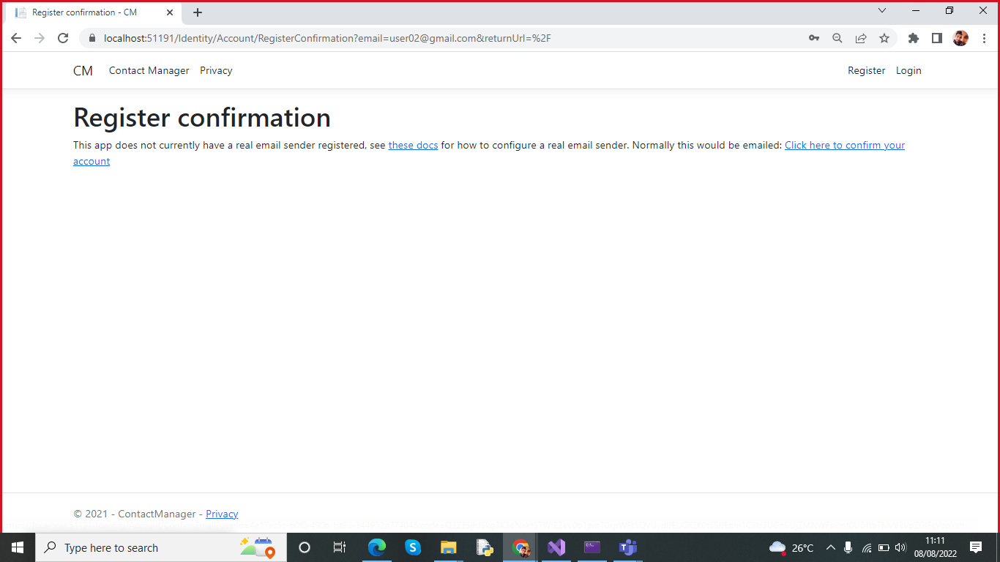 Register confirmation - CM
localhost:51191/Identity/Account/RegisterConfirmation?email=user02@gmail.com&returnUrl=%2F
CM Contact Manager Privacy Register Login
Register confirmation
This app does not currently have a real email sender registered, see these docs for how to configure a real email sender. Normally this would be emailed: Click here to confirm your
account
© 2021 - ContactManager - Privacy
Type here to search
26°C
11:11
08/08/2022